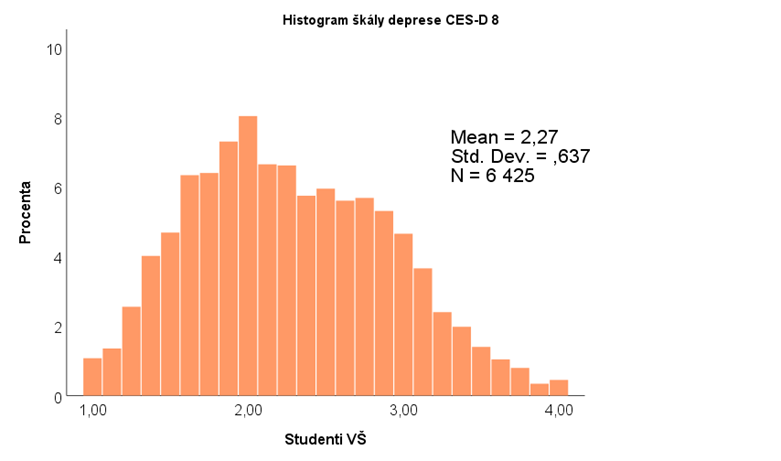 Histogram škály deprese CES-D 8
10
8
6
4
2
0
Procenta
Mean = 2,27
Std. Dev. = ,637
N = 6 425
1,00 2,00 3,00 4,00
Studenti VŠ